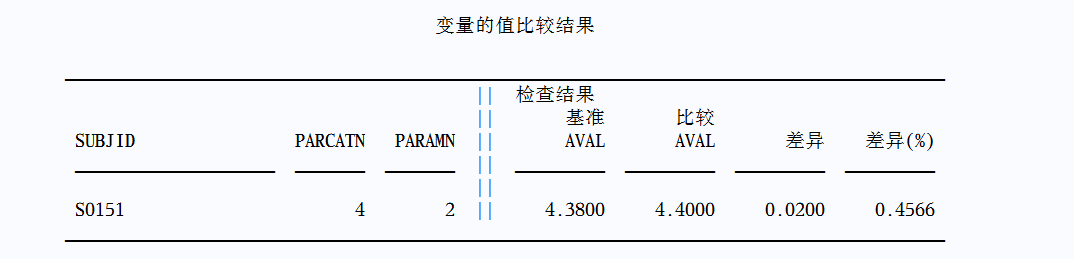 变量的值比较结果
检查结果
基准 比较
SUBJID PARCATN PARAMN AVAL AVAL 差异 差异(%)
S0151 4 2 4.3800 4.4000 0.0200 0.4566